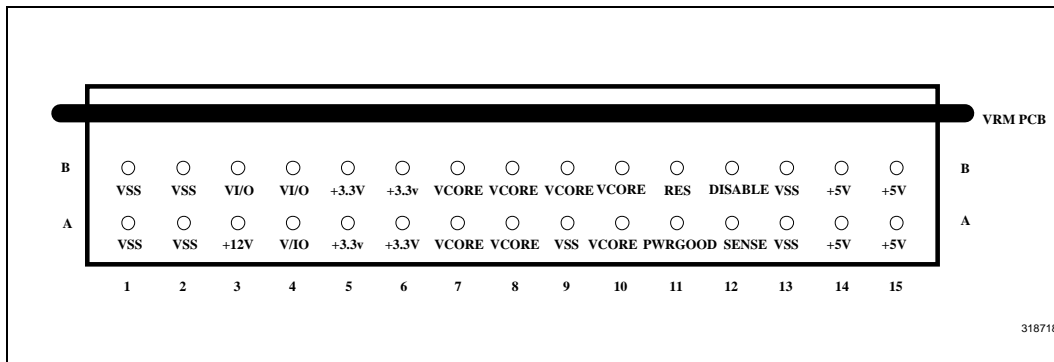 VRM PCB
B B
VSS VSS VI/O VI/O +3.3V +3.3v VCORE VCORE VCORE VCORE RES DISABLE VSS +5V +5V
A A
VSS VSS +12V V/IO +3.3v +3.3V VCORE VCORE VSS VCORE PWRGOOD SENSE VSS +5V +5V
1 2 3 4 5 6 7 8 9 10 11 12 13 14 15
318718